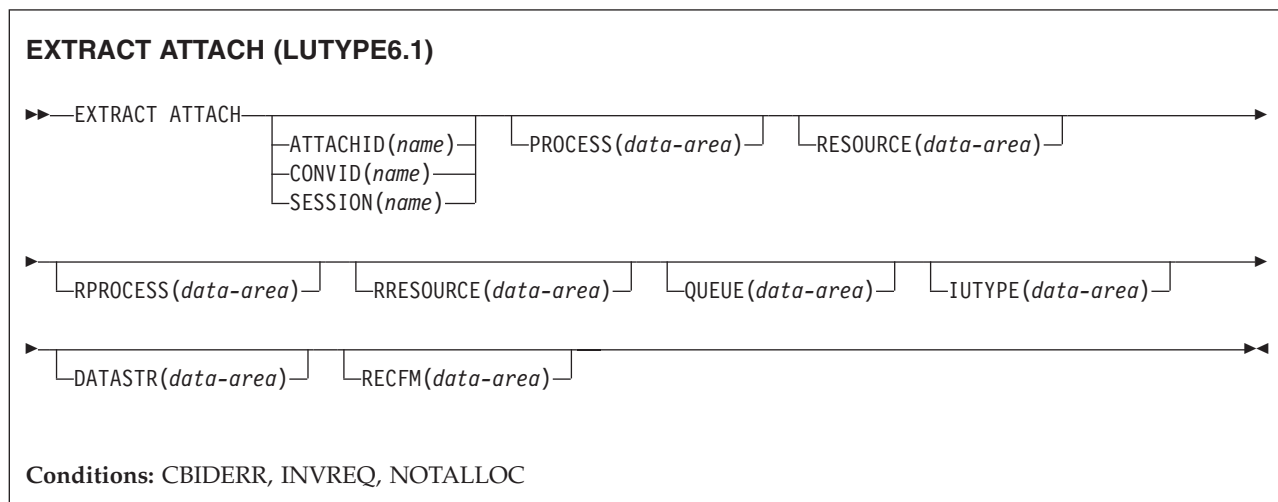 EXTRACT ATTACH (LUTYPE6.1)
EXTRACT ATTACH
ATTACHID(name)
CONVID(name)
SESSION(name)
PROCESS(data-area)
RESOURCE(data-area)
RPROCESS(data-area)
RRESOURCE(data-area)
QUEUE(data-area)
IUTYPE(data-area)
DATASTR(data-area)
RECFM(data-area)
Conditions: CBIDERR, INVREQ, NOTALLOC